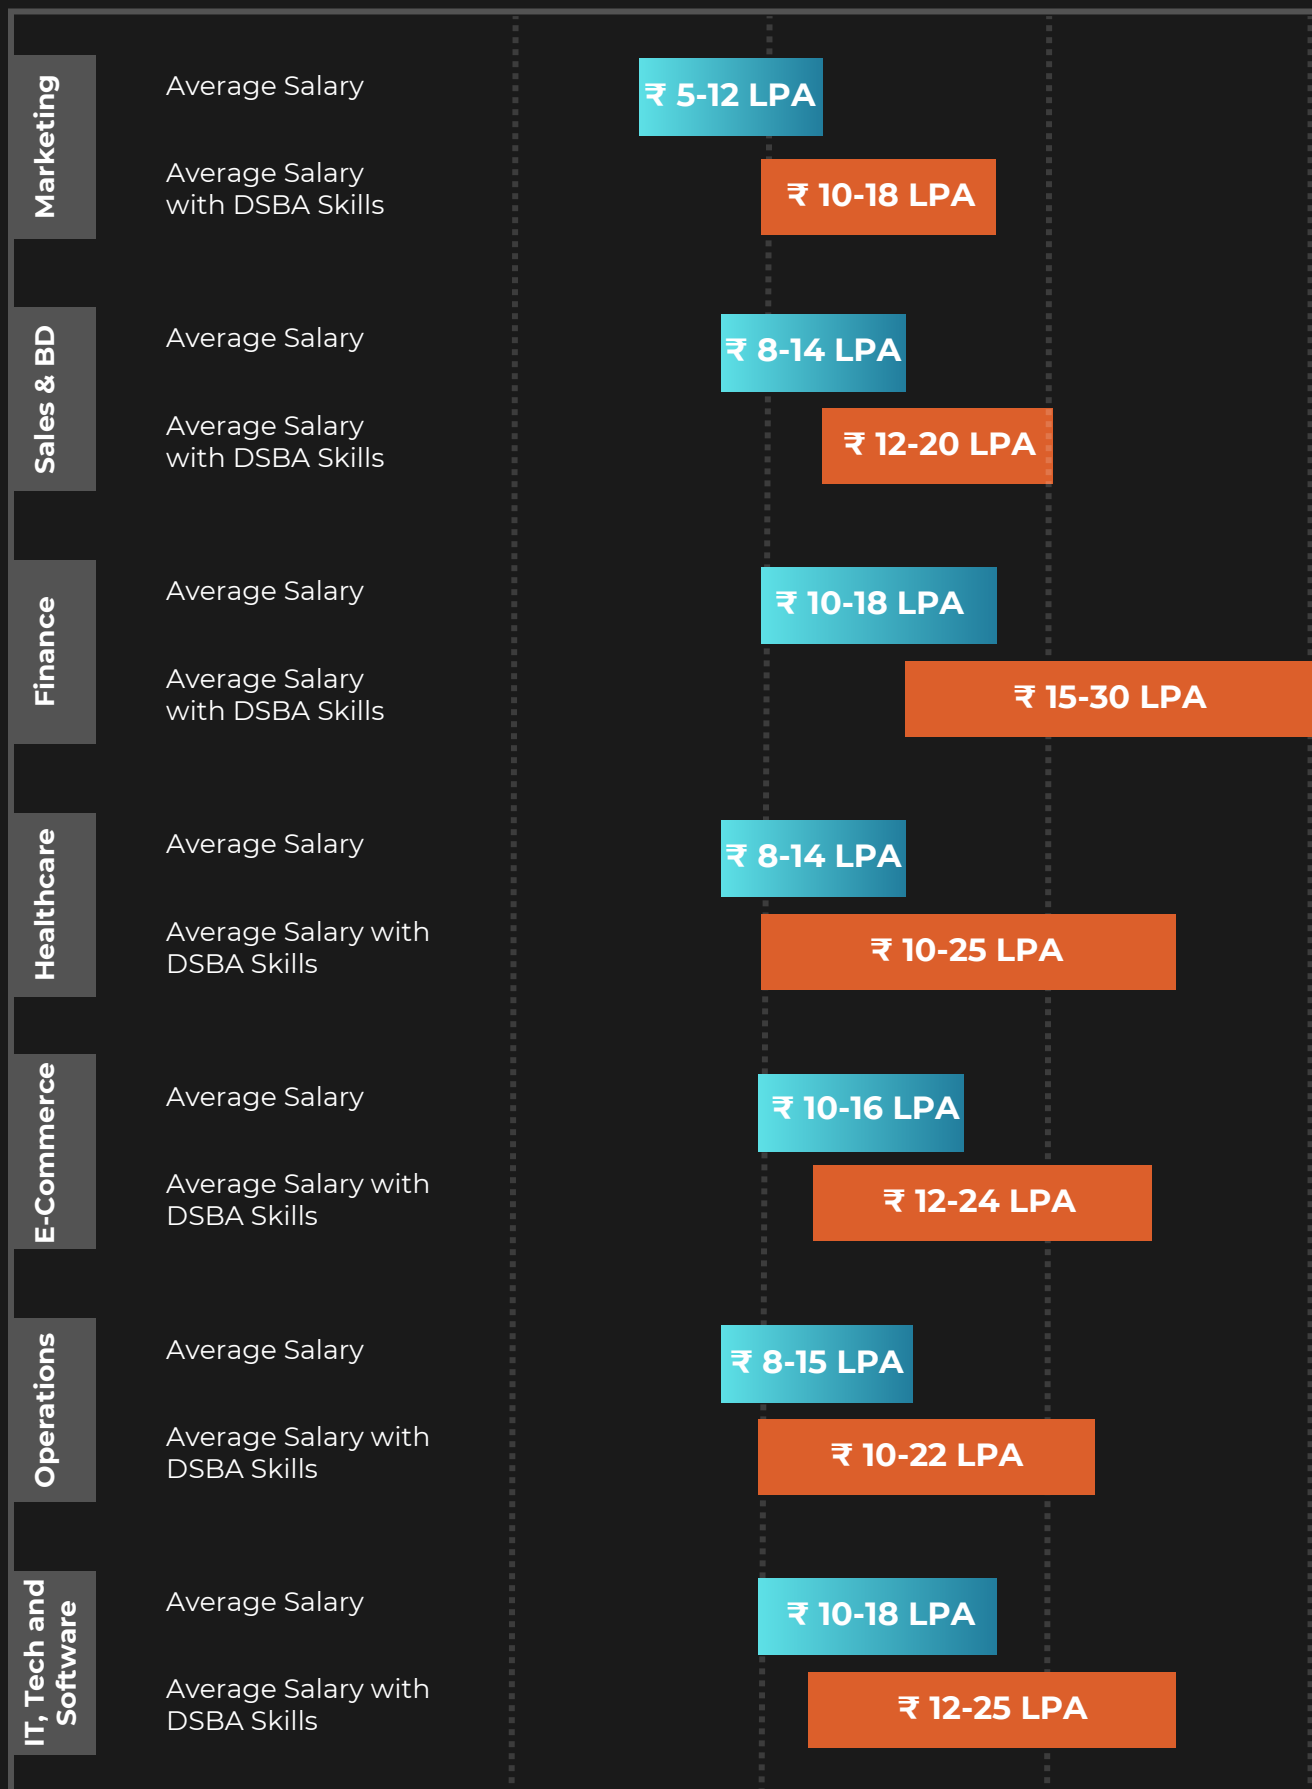 Marketing
Average Salary
₹ 5-12 LPA
Average Salary
with DSBA Skills
₹ 10-18 LPA
Sales & BD
Average Salary
₹ 8-14 LPA
Average Salary
with DSBA Skills
₹ 12-20 LPA
Finance
Average Salary
₹ 10-18 LPA
Average Salary
with DSBA Skills
₹ 15-30 LPA
Healthcare
Average Salary
₹ 8-14 LPA
Average Salary with
DSBA Skills
₹ 10-25 LPA
E-Commerce
Average Salary
₹ 10-16 LPA
Average Salary with
DSBA Skills
₹ 12-24 LPA
Operations
Average Salary
₹ 8-15 LPA
Average Salary with
DSBA Skills
₹ 10-22 LPA
IT, Tech and
Software
Average Salary
₹ 10-18 LPA
Average Salary with
DSBA Skills
₹ 12-25 LPA